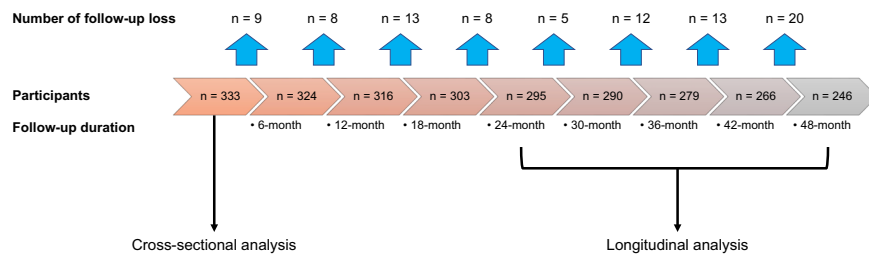 Number of follow-up loss n = 9 n = 8 n = 13 n = 8 n = 5 n = 12 n = 13 n = 20
Participants n = 333 n = 324 n = 316 n = 303 n = 295 n = 290 n = 279 n = 266 n = 246
Follow-up duration • 6-month • 12-month • 18-month • 24-month • 30-month • 36-month • 42-month • 48-month
Cross-sectional analysis Longitudinal analysis